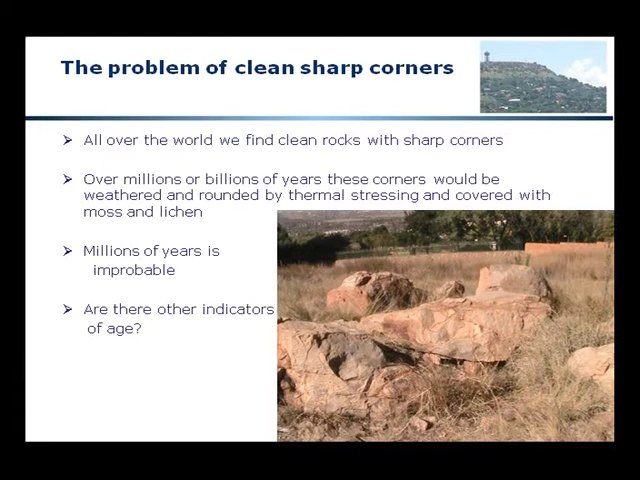 The problem of clean sharp corners
All over the world we find clean rocks with sharp corners
Over millions or billions of years these corners would be
weathered and rounded by thermal stressing and covered with
moss and lichen
Millions of years is
improbable
Are there other indicators
of age?